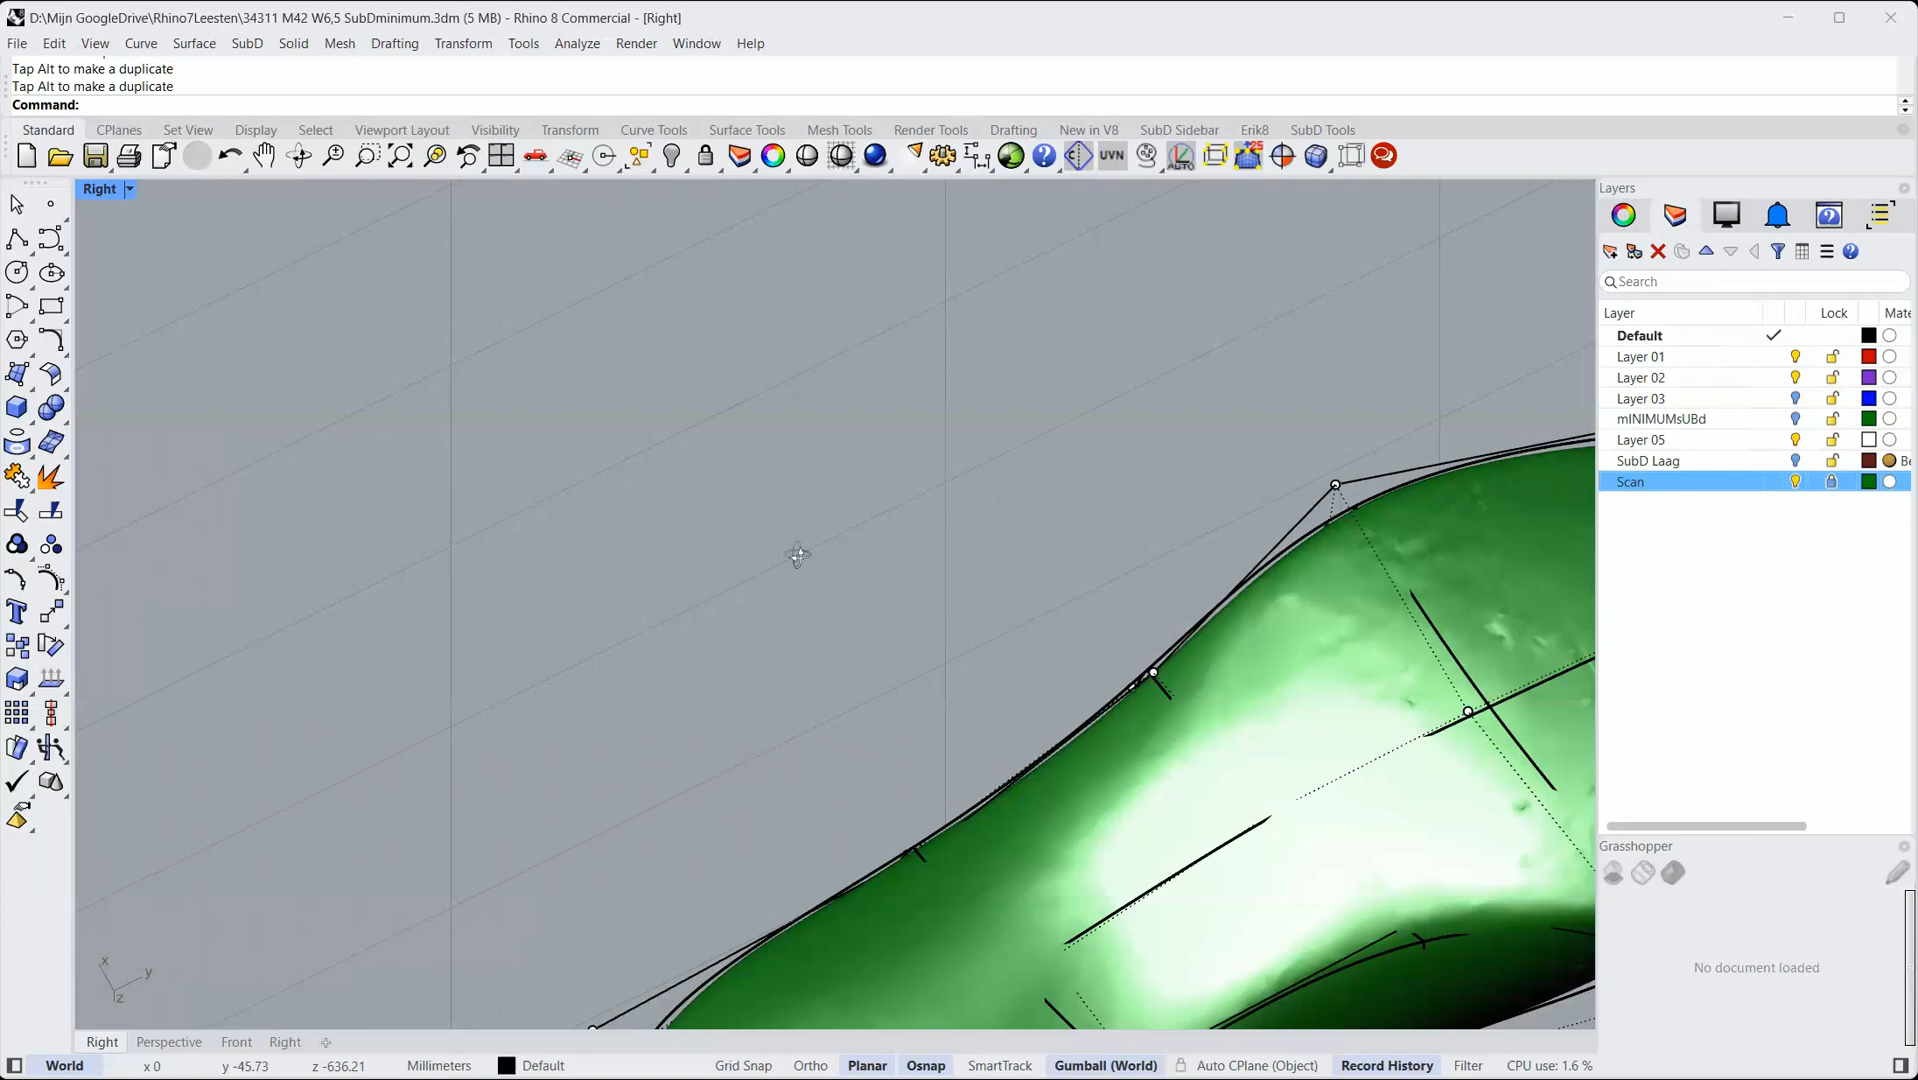 D:\Mijn GoogleDrive\Rhino7Leesten\34311 M42 W6,5 SubDminimum.3dm (5 MB) - Rhino 8 Commercial - [Right]
File Edit View Curve Surface SubD Solid Mesh Drafting Transform Tools Analyze Render Window Help
Tap Alt to make a duplicate
Tap Alt to make a duplicate
Command:
Standard CPlanes Set View Display Select Viewport Layout Visibility Transform Curve Tools Surface Tools Mesh Tools Render Tools Drafting New in V8 SubD Sidebar Erik8 SubD Tools
UVN AUTO +25
Right
Layers
Search
Layer Lock Mate
Default
Layer 01
Layer 02
Layer 03
mINIMUMsUBd
Layer 05
SubD Laag Be
Scan
Grasshopper
No document loaded
x y z
Right Perspective Front Right
World x 0 y -45.73 z -636.21 Millimeters Default Grid Snap Ortho Planar Osnap SmartTrack Gumball (World) Auto CPlane (Object) Record History Filter CPU use: 1.6 %